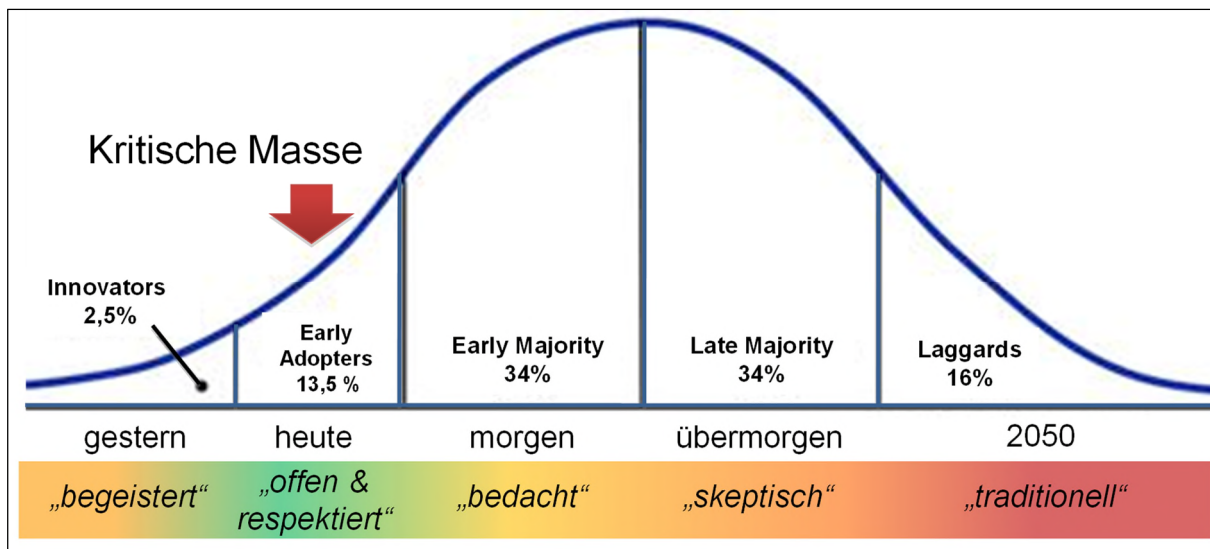 Kritische Masse
Innovators
2,5%
Early
Adopters
13,5 %
Early Majority
34%
Late Majority
34%
Laggards
16%
gestern
heute
morgen
übermorgen
2050
„begeistert“
„offen &
respektiert“
„bedacht“
„skeptisch“
„traditionell“